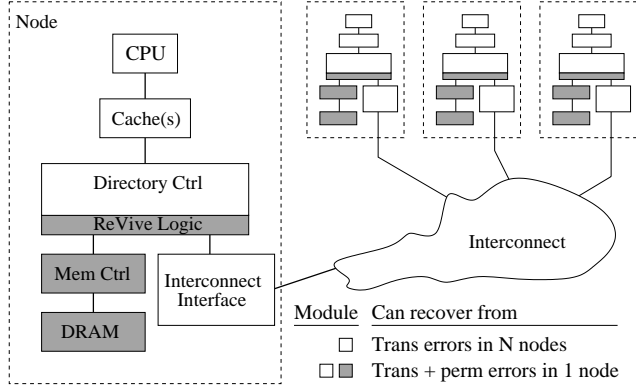 Node
CPU
Cache(s)
Directory Ctrl
ReVive Logic
Mem Ctrl
Interconnect
Interface
DRAM
Interconnect
Module Can recover from
Trans errors in N nodes
Trans + perm errors in 1 node